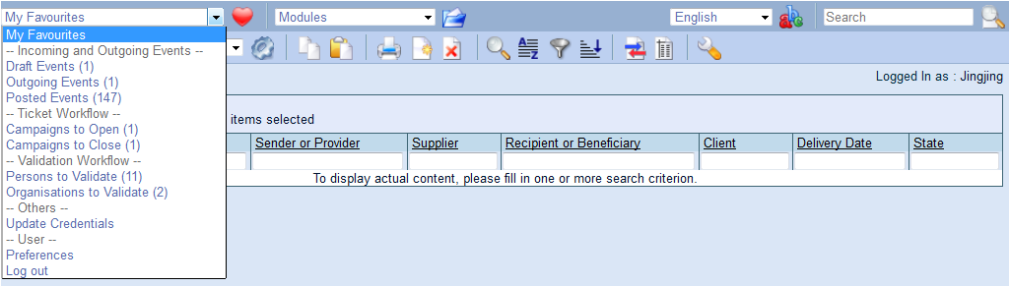 My Favourites
Modules
English
Search
My Favourites
-- Incoming and Outgoing Events --
Draft Events (1)
Outgoing Events (1)
Posted Events (147)
-- Ticket Workflow --
Campaigns to Open (1)
Campaigns to Close (1)
-- Validation Workflow --
Persons to Validate (11)
Organisations to Validate (2)
-- Others --
Update Credentials
-- User --
Preferences
Log out
Logged In as : Jingjing
items selected
Sender or Provider Supplier Recipient or Beneficiary Client Delivery Date State
To display actual content, please fill in one or more search criterion.